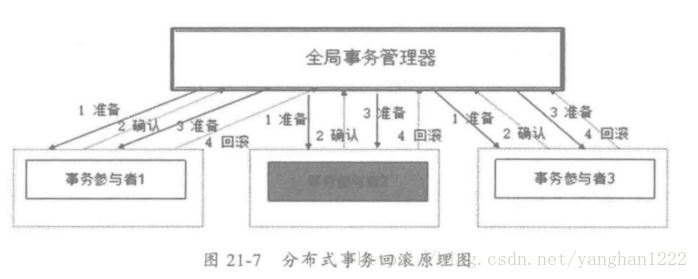 全局事务管理器
1 准备
2 确认
3 准备
4 回滚
1 准备
2 确认
3 准备
4 回滚
1 准备
2 确认
3 准备
4 回滚
事务参与者1
事务参与者3
图 21-7 分布式事务回滚原理图
csdn.net/yanghan1222